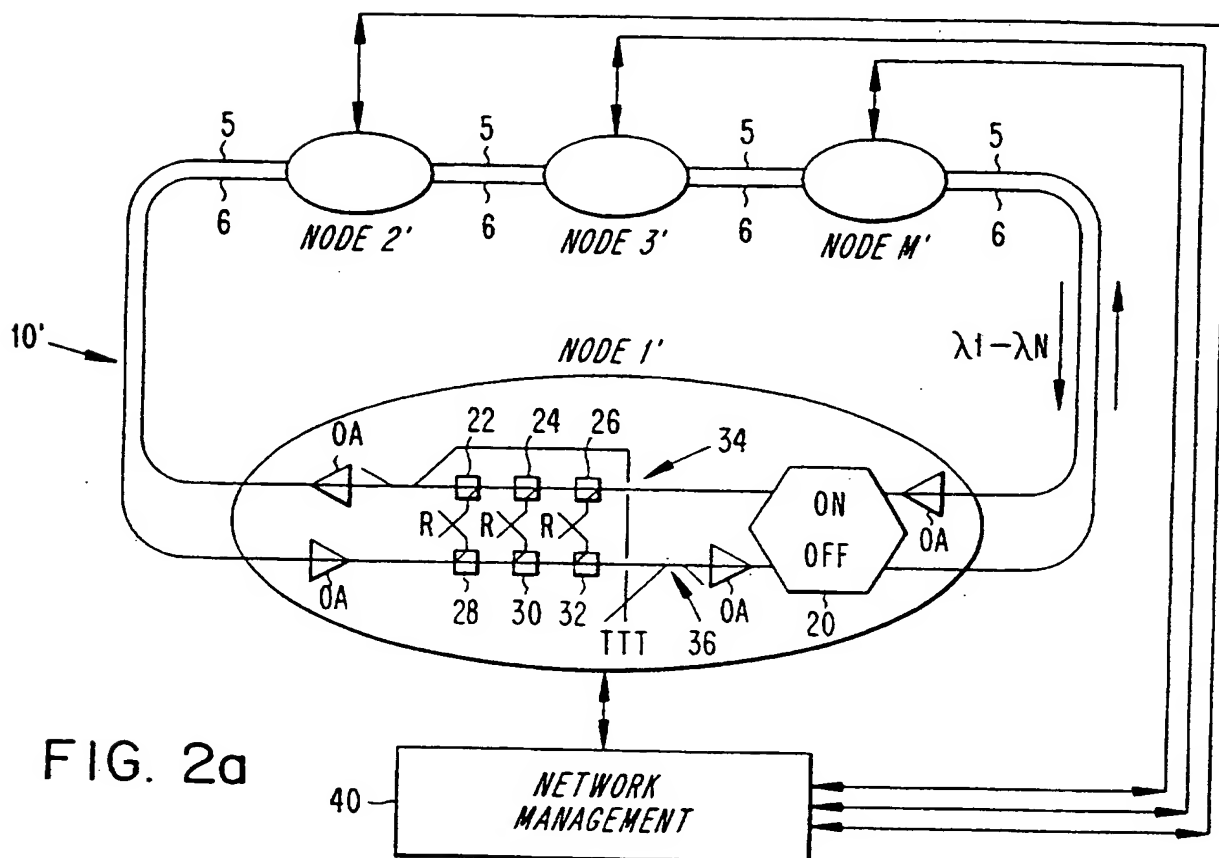 5 5 5 5
6 6 6 6
NODE 2' NODE 3' NODE M'
10'
NODE 1'
λ1-λN
22 24 26
OA
34
R R R
ON
OFF
OA
OA
28 30 32
TTT
36
OA
20
FIG. 2a
40
NETWORK
MANAGEMENT